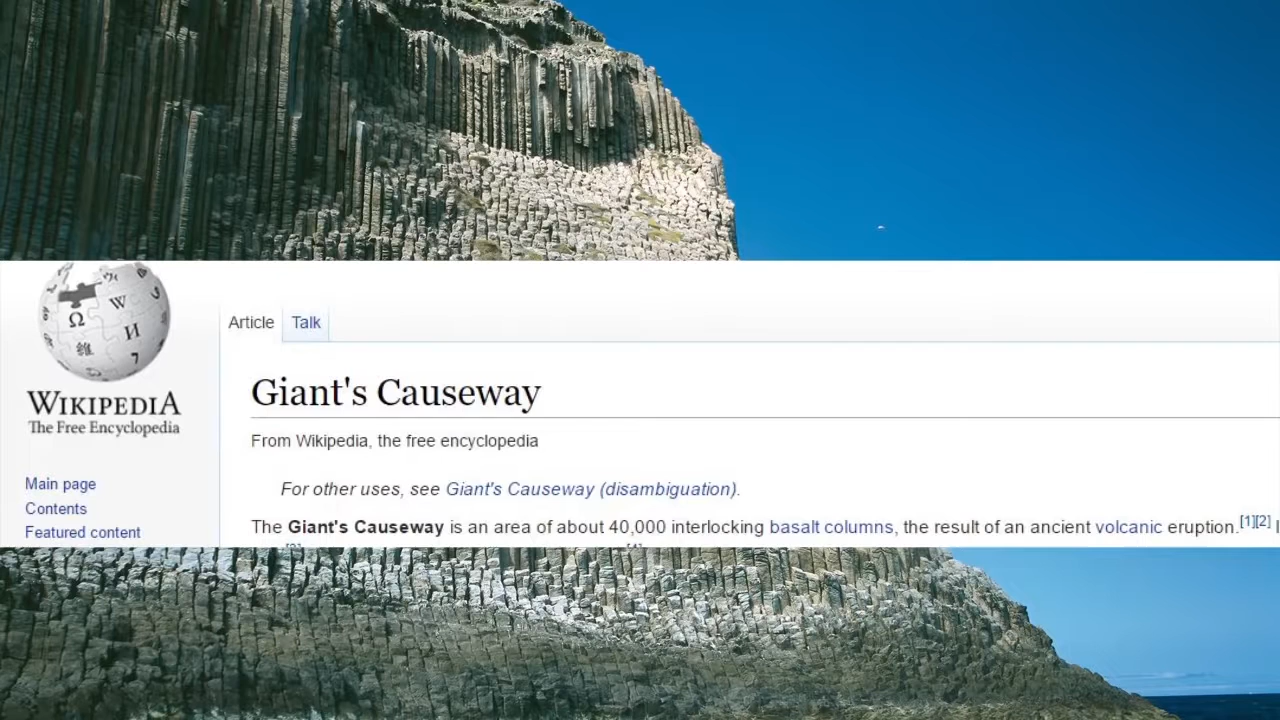 Article Talk
WIKIPEDIA
The Free Encyclopedia
Giant's Causeway
From Wikipedia, the free encyclopedia
Main page
Contents
Featured content
For other uses, see Giant's Causeway (disambiguation).
The Giant's Causeway is an area of about 40,000 interlocking basalt columns, the result of an ancient volcanic eruption.[1][2]